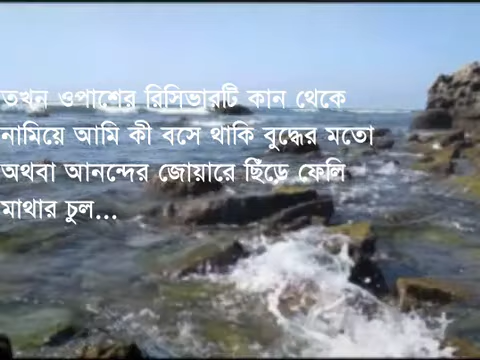 তখন ওপাশের রিসিভারটি কান থেকে
নামিয়ে আমি কী বসে থাকি বুদ্ধের মতো
অথবা আনন্দের জোয়ারে ছিঁড়ে ফেলি
মাথার চুল...